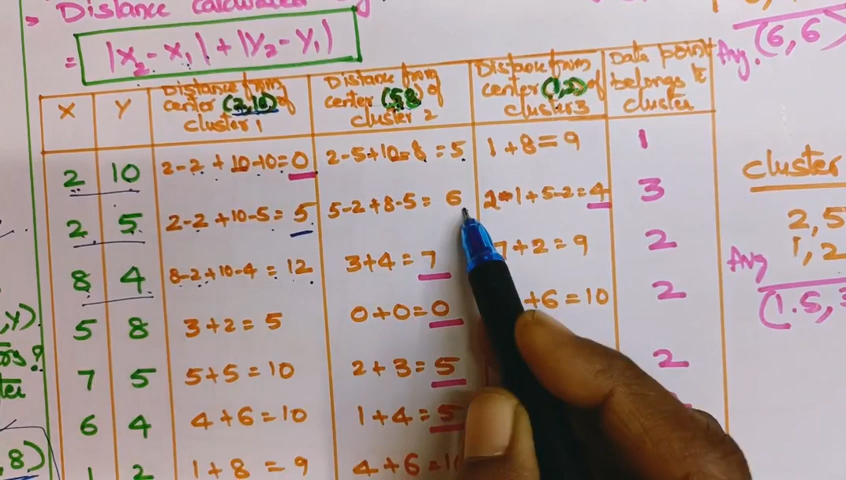 Distance calculated by
= |x₂-x₁| + |y₂-y₁|
Avg. (6,6)
X Y
Distance from center (2,10) of cluster 1
Distance from center (5,8) of cluster 2
Distance from center (1,2) of cluster 3
Data point belongs to cluster
2 10 2-2 + 10-10=0 2-5+10=8 = 5 1+8=9 1
2 5 2-2 +10-5 = 5 5-2+8-5= 6 2-1+5-2=4 3
8 4 8-2+10-4 = 12 3+4 = 7 7+2=9 2
5 8 3+2=5 0+0=0 +6=10 2
7 5 5+5=10 2+3=5 2
6 4 4+6=10 1+4=5
1 2 1+8=9 4+6=1
cluster
2,5
1,2
Avg
(1.5,3
,y).
,8)